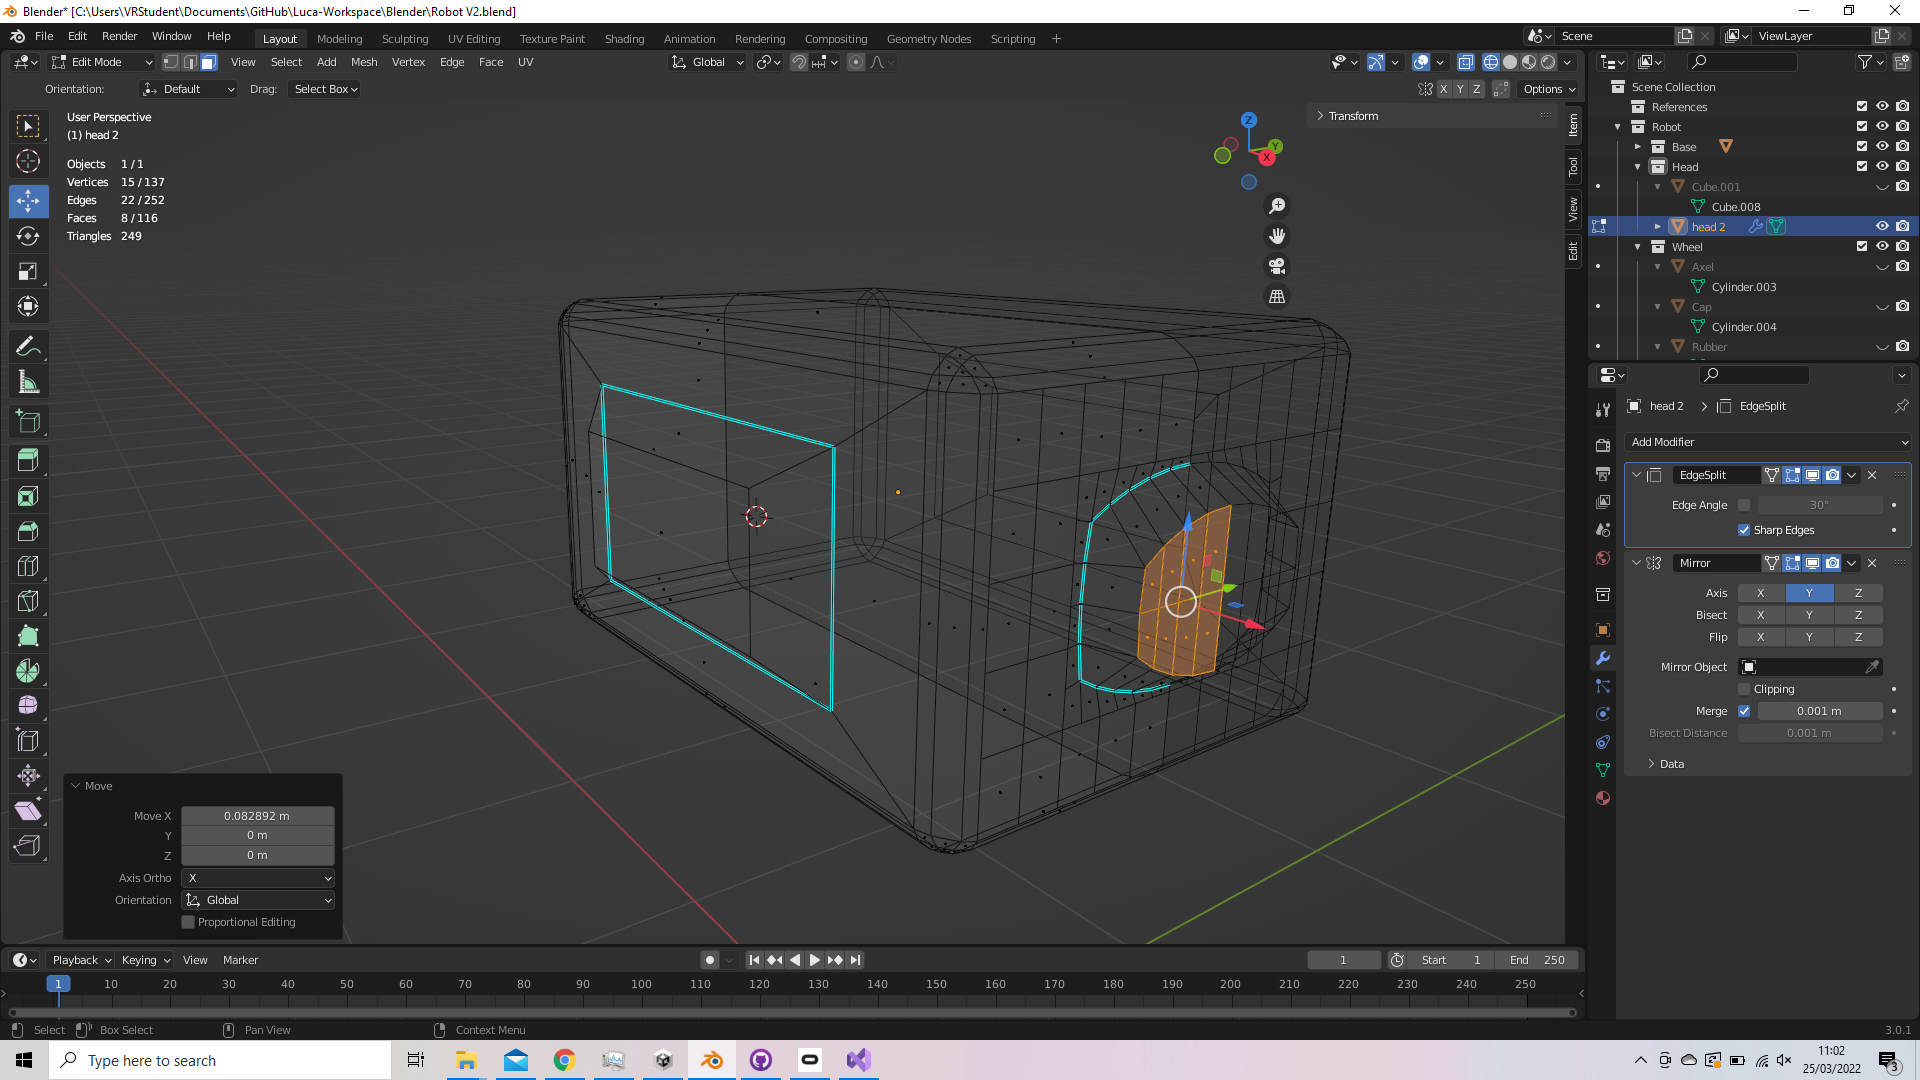 Blender* [C:\Users\VRStudent\Documents\GitHub\Luca-Workspace\Blender\Robot V2.blend]
File Edit Render Window Help Layout Modeling Sculpting UV Editing Texture Paint Shading Animation Rendering Compositing Geometry Nodes Scripting + Scene ViewLayer
Edit Mode View Select Add Mesh Vertex Edge Face UV Global
Orientation: Default Drag: Select Box X Y Z Options
User Perspective
(1) head 2
Objects 1 / 1
Vertices 15 / 137
Edges 22 / 252
Faces 8 / 116
Triangles 249
Transform
Item
Tool
View
Edit
Z
Y
X
Scene Collection
References
Robot
Base
Head
Cube.001
Cube.008
head 2
Wheel
Axel
Cylinder.003
Cap
Cylinder.004
Rubber
head 2 > EdgeSplit
Add Modifier
EdgeSplit
Edge Angle 30°
Sharp Edges
Mirror
Axis X Y Z
Bisect X Y Z
Flip X Y Z
Mirror Object
Clipping
Merge 0.001 m
Bisect Distance 0.001 m
Data
Move
Move X 0.082892 m
Y 0 m
Z 0 m
Axis Ortho X
Orientation Global
Proportional Editing
Playback Keying View Marker 1 Start 1 End 250
1 10 20 30 40 50 60 70 80 90 100 110 120 130 140 150 160 170 180 190 200 210 220 230 240 250
Select Box Select Pan View Context Menu 3.0.1
Type here to search
11:02
25/03/2022
3